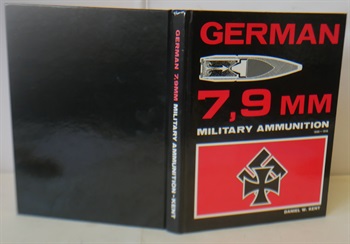 GERMAN 7,9MM MILITARY AMMUNITION-KENT
GERMAN
7,9 MM
MILITARY AMMUNITION
DANIEL W. KENT